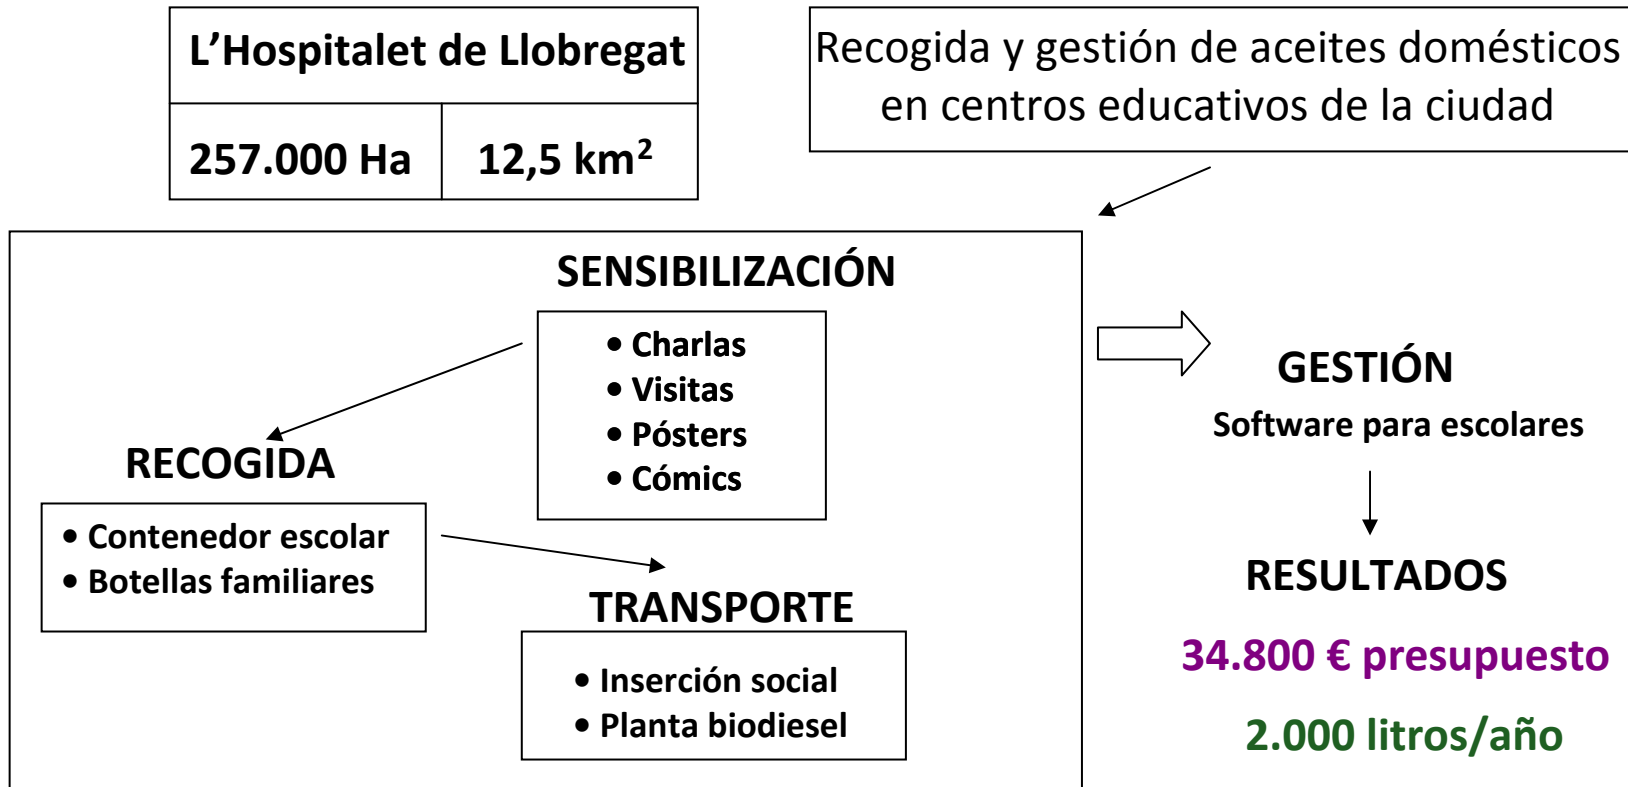 L’Hospitalet de Llobregat
257.000 Ha
12,5 km²
Recogida y gestión de aceites domésticos
en centros educativos de la ciudad
SENSIBILIZACIÓN
• Charlas
• Visitas
• Pósters
• Cómics
RECOGIDA
• Contenedor escolar
• Botellas familiares
TRANSPORTE
• Inserción social
• Planta biodiesel
GESTIÓN
Software para escolares
RESULTADOS
34.800 € presupuesto
2.000 litros/año